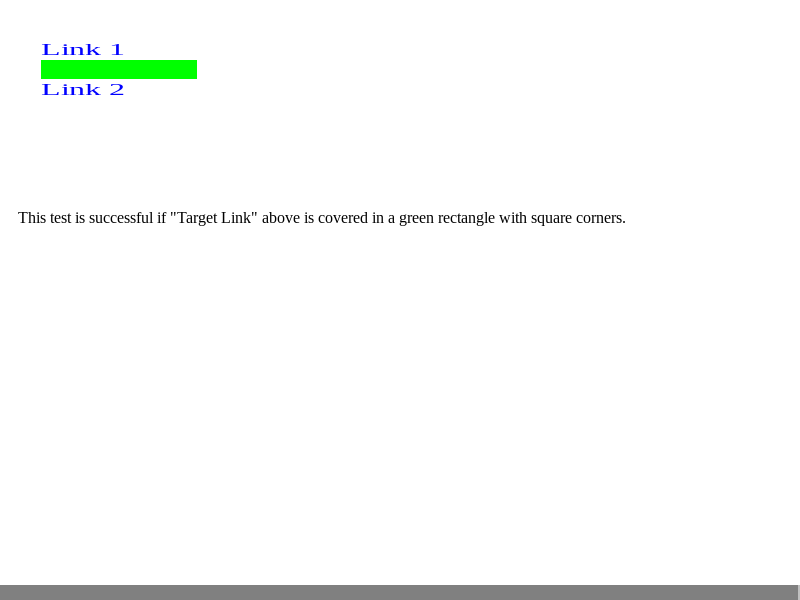 Link 1
Link 2
This test is successful if "Target Link" above is covered in a green rectangle with square corners.